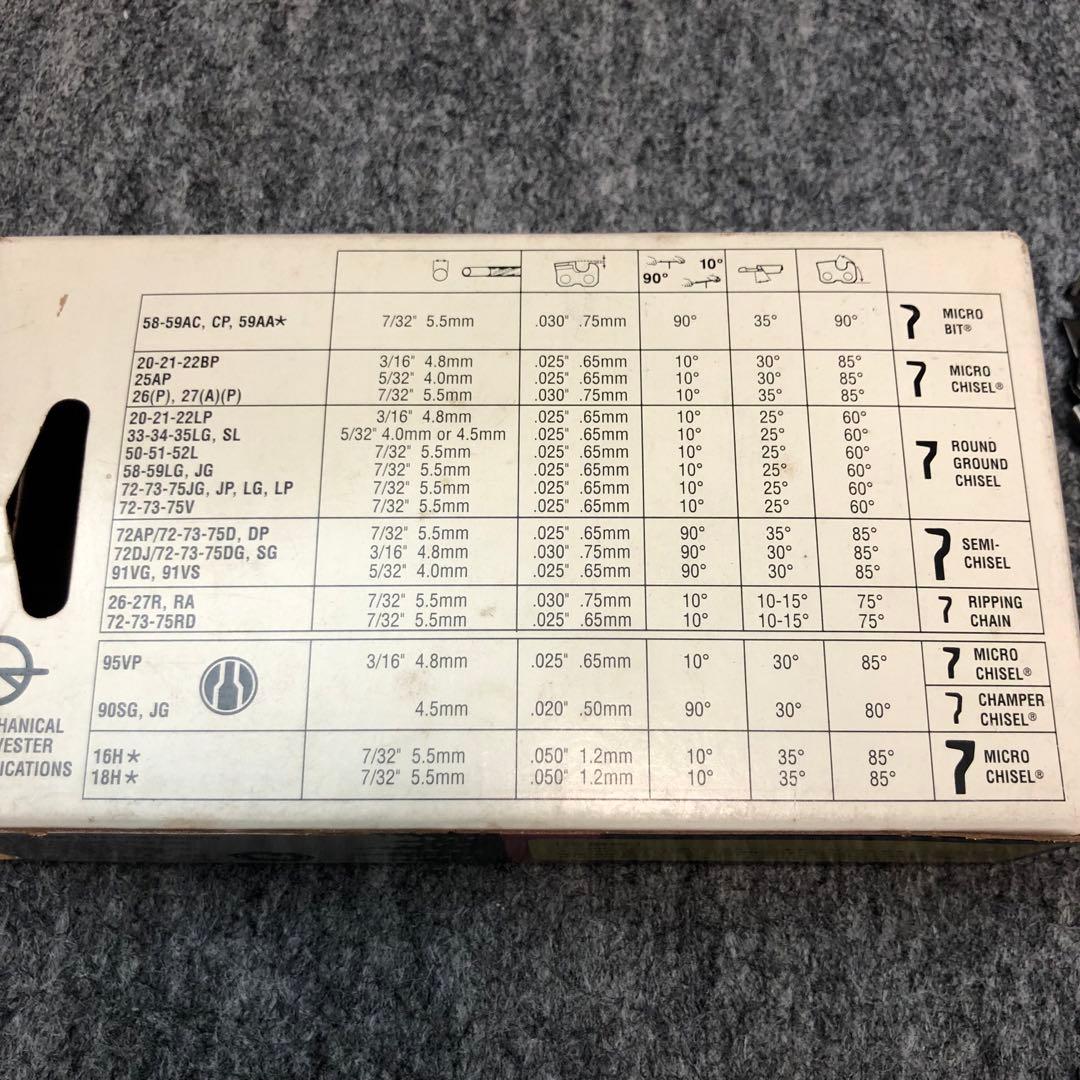 10°
90°
58-59AC, CP, 59AA* 7/32" 5.5mm .030" .75mm 90° 35° 90° MICRO BIT®
20-21-22BP 3/16" 4.8mm .025" .65mm 10° 30° 85°
25AP 5/32" 4.0mm .025" .65mm 10° 30° 85° MICRO CHISEL®
26(P), 27(A)(P) 7/32" 5.5mm .030" .75mm 10° 35° 85°
20-21-22LP 3/16" 4.8mm .025" .65mm 10° 25° 60°
33-34-35LG, SL 5/32" 4.0mm or 4.5mm .025" .65mm 10° 25° 60°
50-51-52L 7/32" 5.5mm .025" .65mm 10° 25° 60° ROUND
58-59LG, JG 7/32" 5.5mm .025" .65mm 10° 25° 60° GROUND
72-73-75JG, JP, LG, LP 7/32" 5.5mm .025" .65mm 10° 25° 60° CHISEL
72-73-75V 7/32" 5.5mm .025" .65mm 10° 25° 60°
72AP/72-73-75D, DP 7/32" 5.5mm .025" .65mm 90° 35° 85°
72DJ/72-73-75DG, SG 3/16" 4.8mm .030" .75mm 90° 30° 85° SEMI-
91VG, 91VS 5/32" 4.0mm .025" .65mm 90° 30° 85° CHISEL
26-27R, RA 7/32" 5.5mm .030" .75mm 10° 10-15° 75° RIPPING
72-73-75RD 7/32" 5.5mm .025" .65mm 10° 10-15° 75° CHAIN
95VP 3/16" 4.8mm .025" .65mm 10° 30° 85° MICRO
CHISEL®
90SG, JG 4.5mm .020" .50mm 90° 30° 80° CHAMPER
CHISEL®
HANICAL
ESTER
ICATIONS
16H* 7/32" 5.5mm .050" 1.2mm 10° 35° 85° MICRO
18H* 7/32" 5.5mm .050" 1.2mm 10° 35° 85° CHISEL®